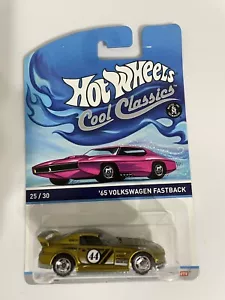 Hot Wheels
Cool Classics
25/30
'65 VOLKSWAGEN FASTBACK
44